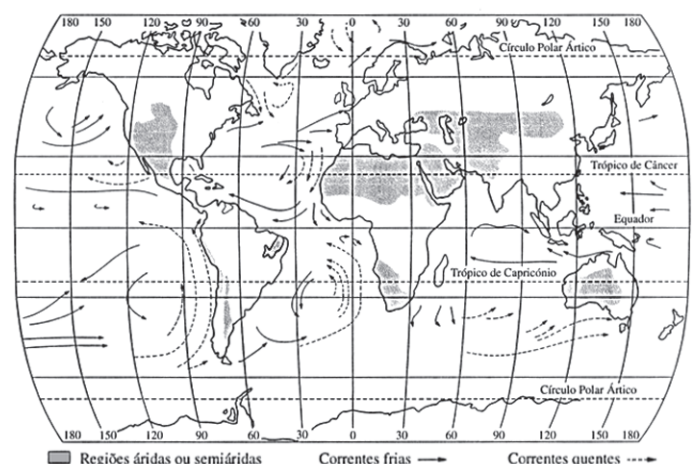 180 150 120 90 60 30 0 30 60 90 120 150 180
Círculo Polar Ártico
Trópico de Câncer
Equador
Trópico de Capricónio
Círculo Polar Ártico
180 150 120 90 60 30 0 30 60 90 120 150 180
Regiões áridas ou semiáridas Correntes frias Correntes quentes